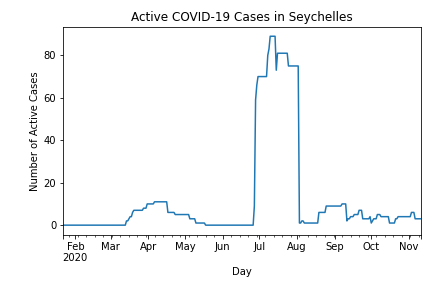 Active COVID-19 Cases in Seychelles
Number of Active Cases
80
60
40
20
0
Feb Mar Apr May Jun Jul Aug Sep Oct Nov
2020
Day